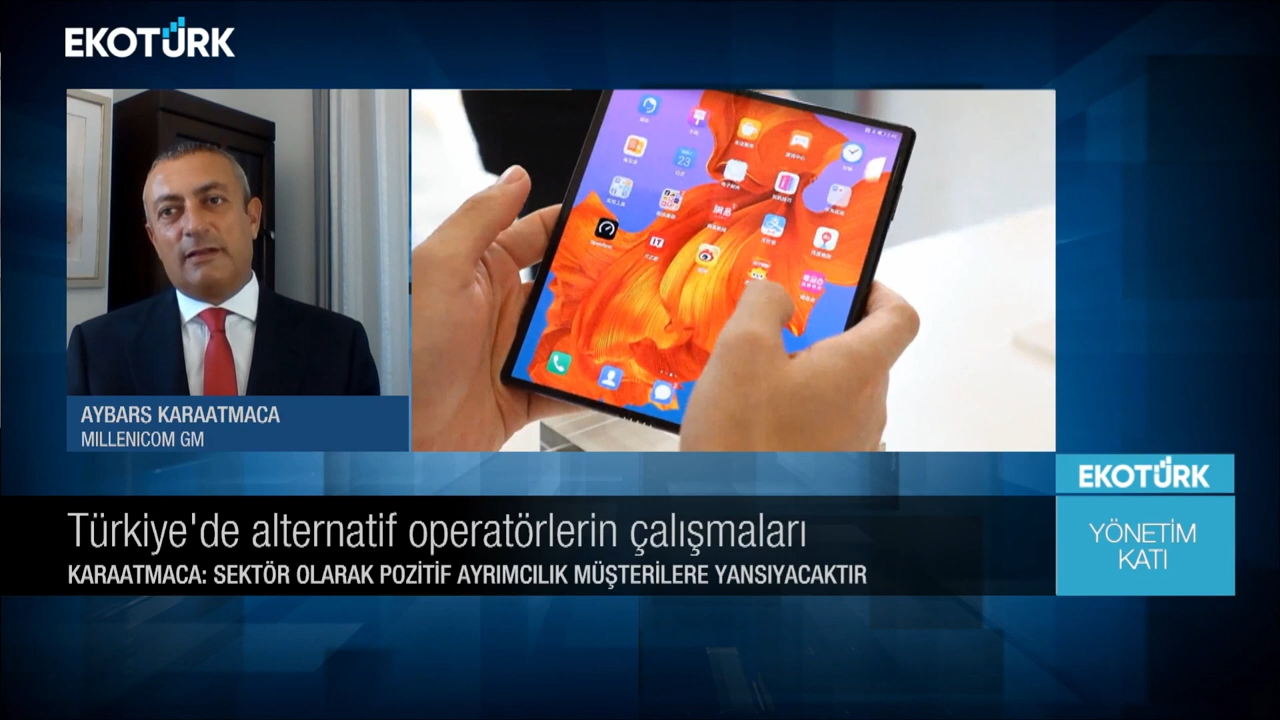 EKOTÜRK
23
AYBARS KARAATMACA
MILLENICOM GM
EKOTÜRK
YÖNETİM
KATI
Türkiye'de alternatif operatörlerin çalışmaları
KARAATMACA: SEKTÖR OLARAK POZİTİF AYRIMCILIK MÜŞTERİLERE YANSIYACAKTIR